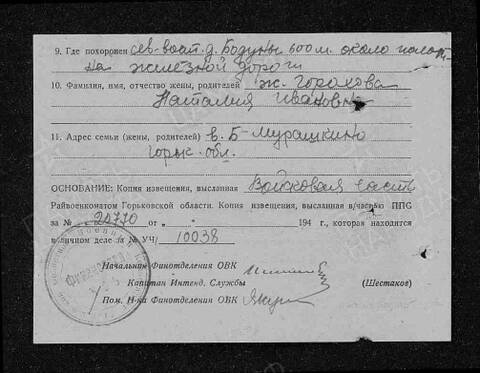 9. Где похоронен сев-вост. д. Бодуны 600 м. около полот-
на железной дороги
10. Фамилия, имя, отчество жены, родителей ж. Горохова
Наталия Ивановна
11. Адрес семьи (жены, родителей) в. Б-Мурашкино
Горьк. обл.
ОСНОВАНИЕ: Копия извещения, высланная Войсковая часть
Райвоенкоматом Горьковской области. Копия извещения, высланная в/частью ППС
за № 20770 от „ " 194 г., которая находится
в личном деле за № УЧ/ 10038
Начальник Финотделения ОВК
Капитан Интенд. Службы (Шестаков)
Пом. Н-ка Финотделения ОВК